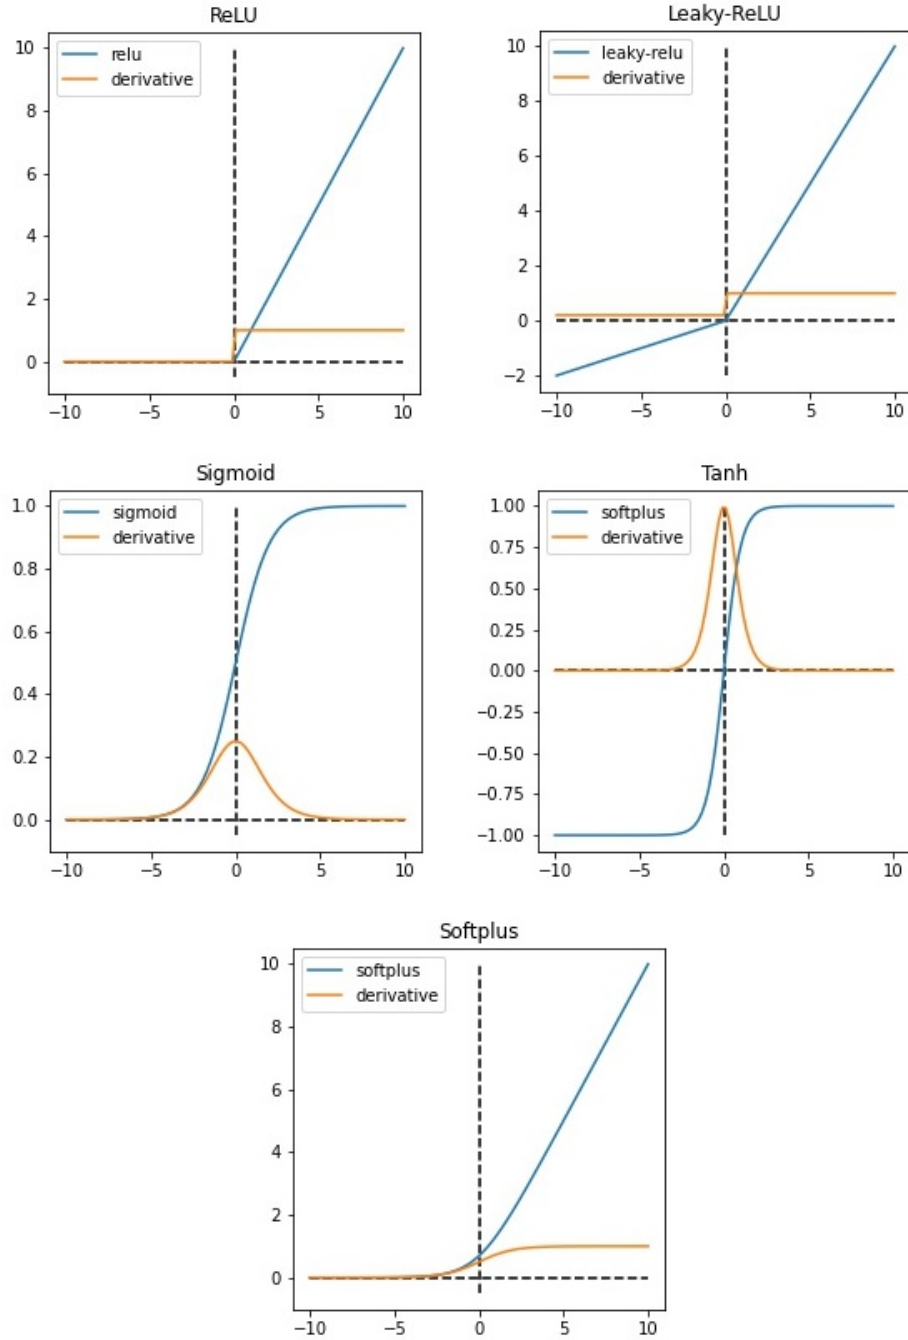 ReLU
relu
derivative
10
8
6
4
2
0
−10 −5 0 5 10
Leaky-ReLU
leaky-relu
derivative
10
8
6
4
2
0
−2
−10 −5 0 5 10
Sigmoid
sigmoid
derivative
1.0
0.8
0.6
0.4
0.2
0.0
−10 −5 0 5 10
Tanh
softplus
derivative
1.00
0.75
0.50
0.25
0.00
−0.25
−0.50
−0.75
−1.00
−10 −5 0 5 10
Softplus
softplus
derivative
10
8
6
4
2
0
−10 −5 0 5 10